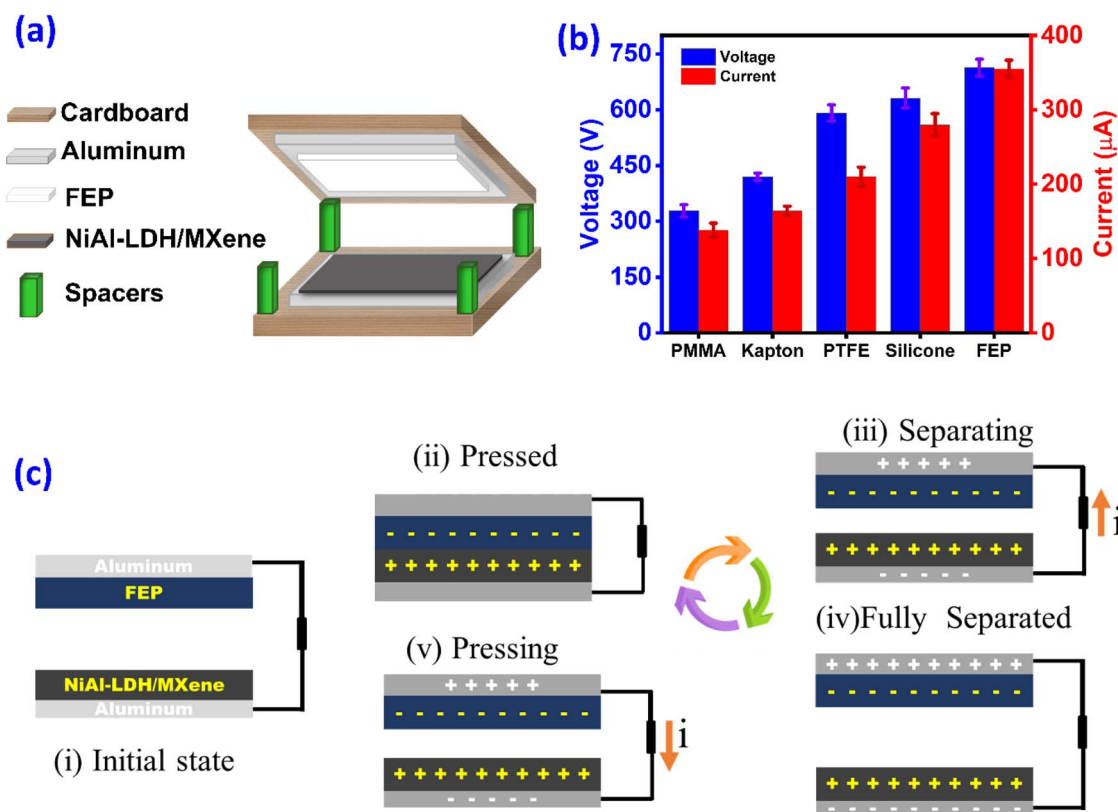 (a)
Cardboard
Aluminum
FEP
NiAl-LDH/MXene
Spacers
(b)
Voltage
Current
Voltage (V)
750
600
450
300
150
0
Current (μA)
400
300
200
100
0
PMMA Kapton PTFE Silicone FEP
(c)
Aluminum
FEP
NiAl-LDH/MXene
Aluminum
(i) Initial state
(ii) Pressed
- - - - - - - - - -
+ + + + + + + + + +
(iii) Separating
+ + + + +
- - - - - - - - - -
+ + + + + + + + + +
- - - - -
i
(iv)Fully Separated
+ + + + + + + + + +
- - - - - - - - - -
+ + + + + + + + + +
- - - - - - - - - -
(v) Pressing
+ + + + +
- - - - - - - - - -
+ + + + + + + + + +
- - - - -
i